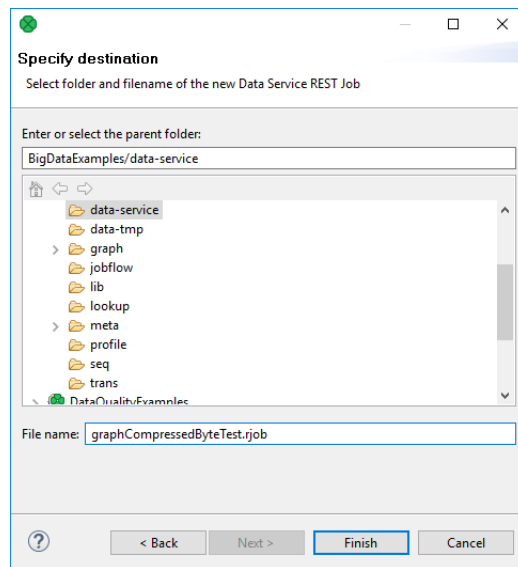 Specify destination
Select folder and filename of the new Data Service REST Job
Enter or select the parent folder:
BigDataExamples/data-service
data-service
data-tmp
graph
jobflow
lib
lookup
meta
profile
seq
trans
DataQualityExamples
File name: graphCompressedByteTest.rjob
? < Back Next > Finish Cancel